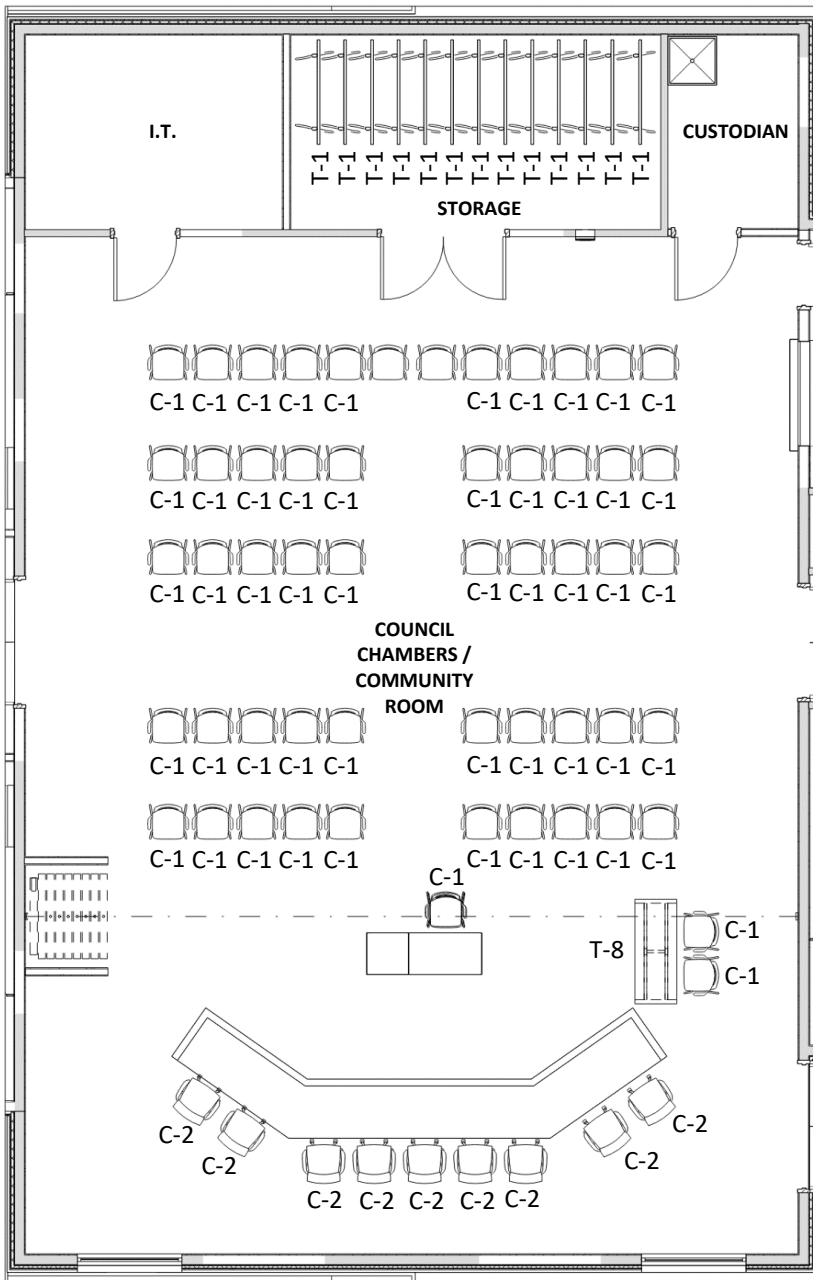 I.T.
CUSTODIAN
T-1 T-1 T-1 T-1 T-1 T-1 T-1 T-1 T-1 T-1 T-1 T-1 T-1
STORAGE
C-1 C-1 C-1 C-1 C-1 C-1 C-1 C-1 C-1 C-1
C-1 C-1 C-1 C-1 C-1 C-1 C-1 C-1 C-1 C-1
C-1 C-1 C-1 C-1 C-1 C-1 C-1 C-1 C-1 C-1
COUNCIL
CHAMBERS /
COMMUNITY
ROOM
C-1 C-1 C-1 C-1 C-1 C-1 C-1 C-1 C-1 C-1
C-1 C-1 C-1 C-1 C-1 C-1 C-1 C-1 C-1 C-1
C-1
C-1
T-8
C-1
C-2
C-2
C-2 C-2 C-2 C-2 C-2
C-2
C-2